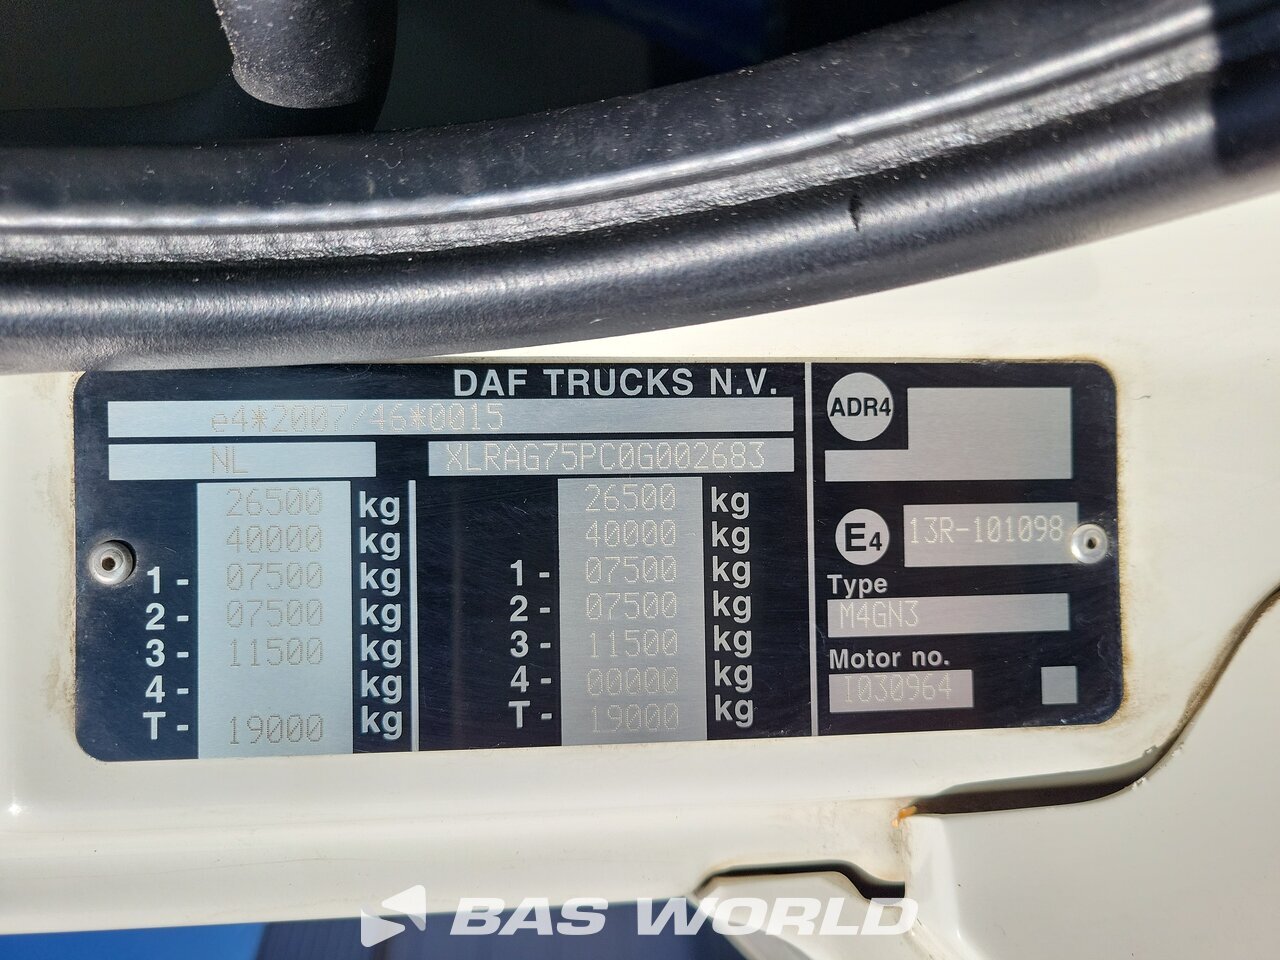 DAF TRUCKS N.V.
e4*2007/46*0015
NL XLRAG75PC0G002683
26500 kg 26500 kg
40000 kg 40000 kg
1- 07500 kg 1- 07500 kg
2- 07500 kg 2- 07500 kg
3- 11500 kg 3- 11500 kg
4- kg 4- 00000 kg
T- 19000 kg T- 19000 kg
ADR4
E4 13R-101098
Type
M4GN3
Motor no.
1030964
BAS WORLD